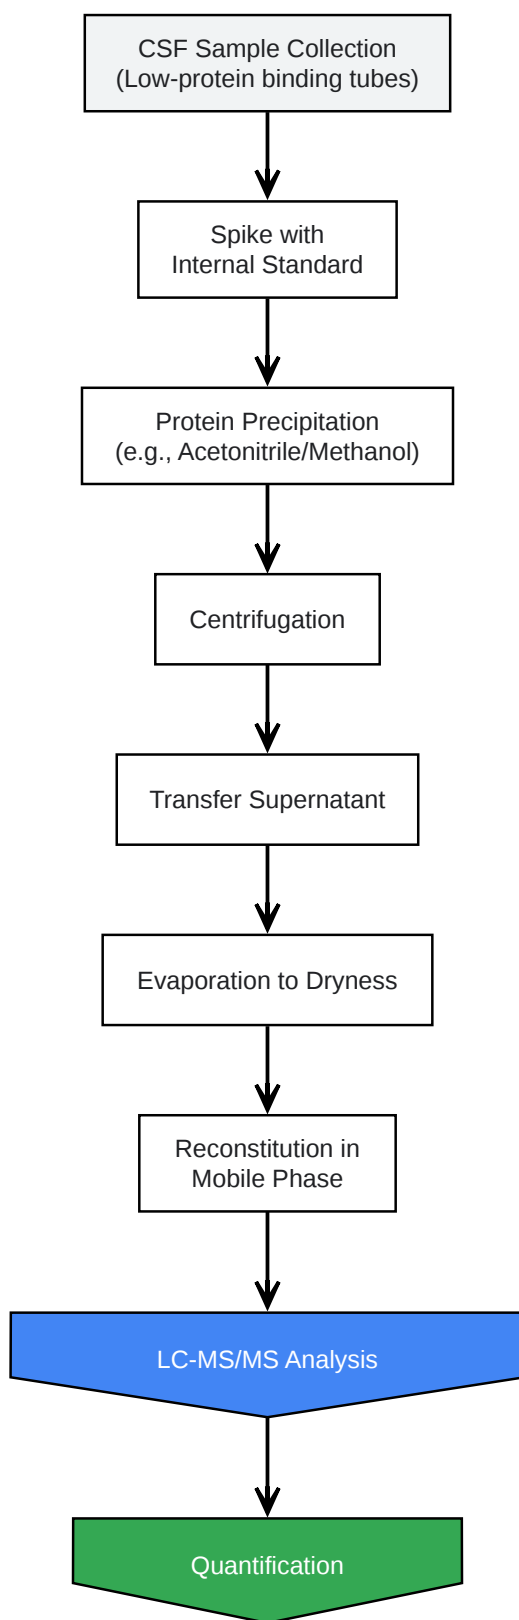 CSF Sample Collection
(Low-protein binding tubes)
Spike with
Internal Standard
Protein Precipitation
(e.g., Acetonitrile/Methanol)
Centrifugation
Transfer Supernatant
Evaporation to Dryness
Reconstitution in
Mobile Phase
LC-MS/MS Analysis
Quantification